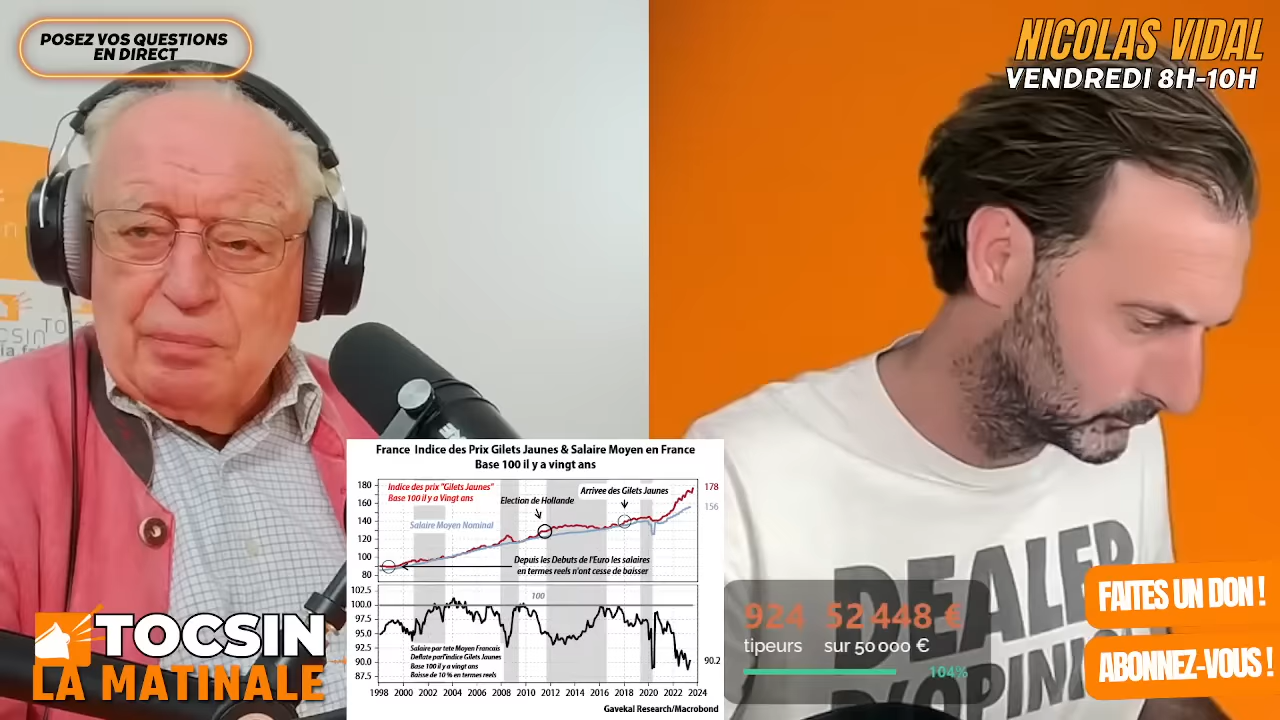 POSEZ VOS QUESTIONS
EN DIRECT
NICOLAS VIDAL
VENDREDI 8H-10H
TOCSIN
France Indice des Prix Gilets Jaunes & Salaire Moyen en France
Base 100 il y a vingt ans
Indice des prix "Gilets Jaunes"
Base 100 il y a Vingt ans
Election de Hollande
Arrivee des Gilets Jaunes
Salaire Moyen Nominal
Depuis les Debuts de l'Euro les salaires
en termes reels n'ont cesse de baisser
180
160
140
120
100
80
178
156
102.5
100.0
97.5
95.0
92.5
90.0
87.5
100
90.2
Salaire par tete Moyen Francais
Deflate par l'indice Gilets Jaunes
Base 100 il y a vingt ans
Baisse de 10 % en termes reels
1998 2000 2002 2004 2006 2008 2010 2012 2014 2016 2018 2020 2022 2024
Gavekal Research/Macrobond
DEALER
D'OPINI
924 52 448 €
tipeurs sur 50 000 €
104%
FAITES UN DON !
ABONNEZ-VOUS !
TOCSIN
LA MATINALE